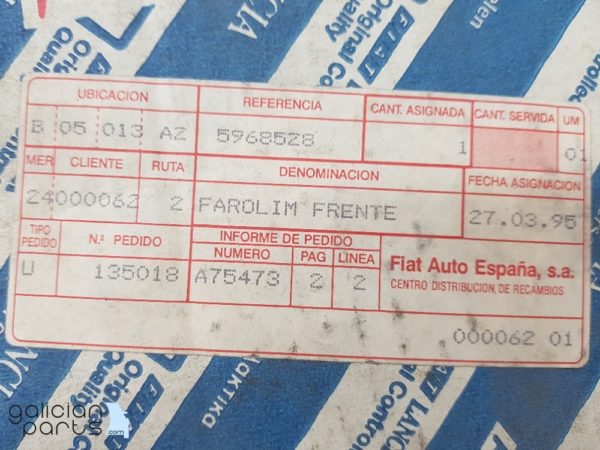 UBICACION REFERENCIA CANT. ASIGNADA CANT. SERVIDA UM
B 05 013 AZ 5968528 1 01
MER CLIENTE RUTA DENOMINACION FECHA ASIGNACION
24000062 2 FAROLIM FRENTE 27.03.95
TIPO PEDIDO N.º PEDIDO INFORME DE PEDIDO
NUMERO PAG LINEA
U 135018 A75473 2 2
Fiat Auto España, s.a.
CENTRO DISTRIBUCION DE RECAMBIOS
000062 01
galician
parts.com